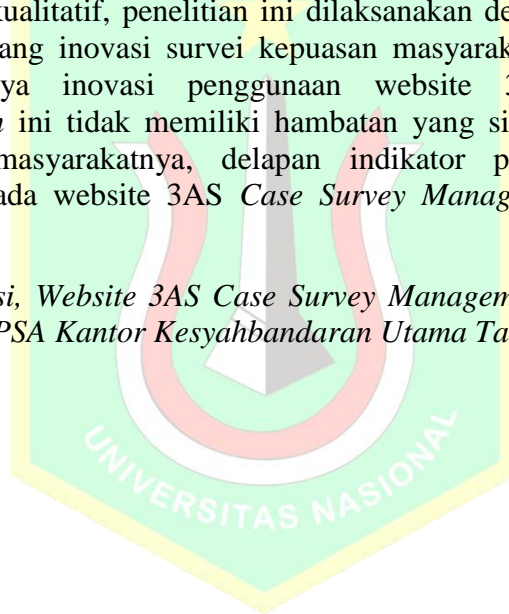 kualitatif, penelitian ini dilaksanakan de
ang inovasi survei kepuasan masyarak
ya inovasi penggunaan website 3
ini tidak memiliki hambatan yang si
masyarakatnya, delapan indikator p
ada website 3AS Case Survey Manag
si, Website 3AS Case Survey Managem
PSA Kantor Kesyahbandaran Utama Ta
UNIVERSITAS NASIONAL